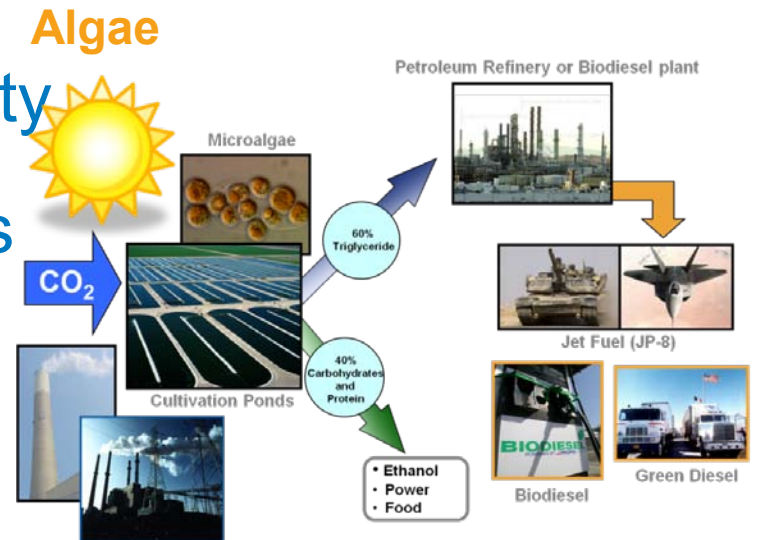 Algae
ty
s
Petroleum Refinery or Biodiesel plant
Microalgae
60%
Triglyceride
CO₂
Jet Fuel (JP-8)
40%
Carbohydrates
and
Protein
Cultivation Ponds
BIODIESEL
• Ethanol
• Power
• Food
Biodiesel
Green Diesel